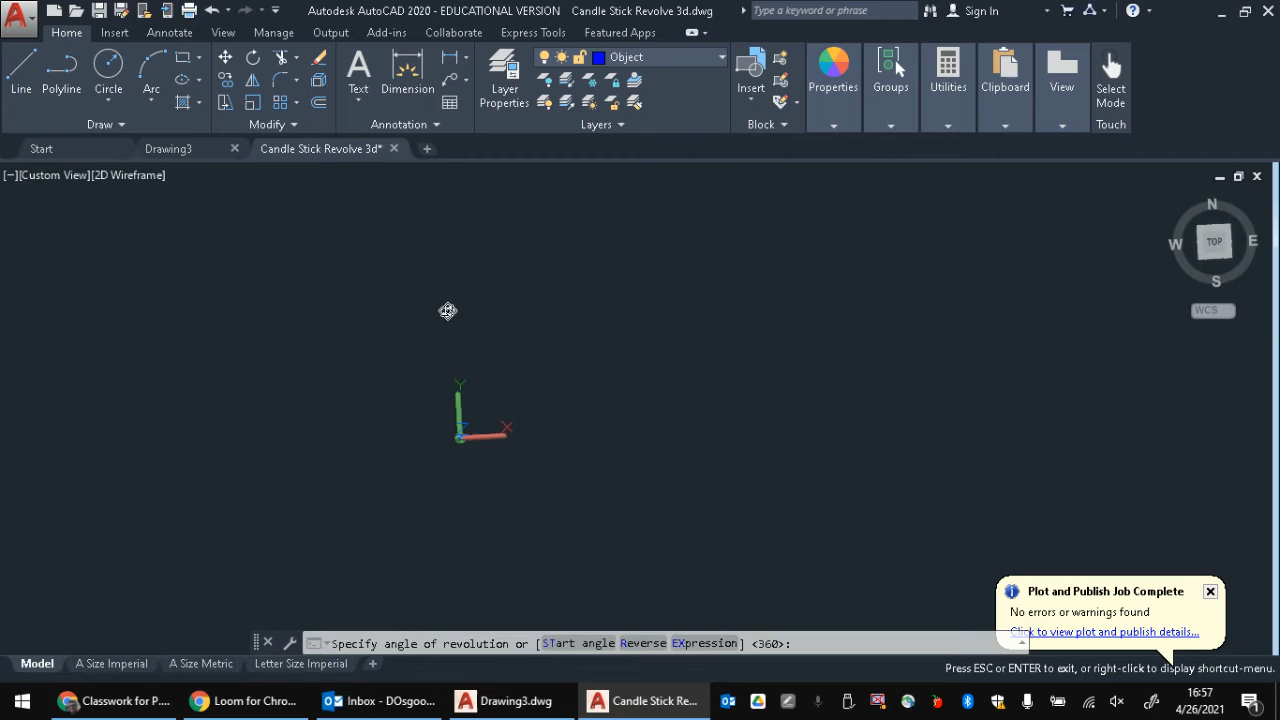 Autodesk AutoCAD 2020 - EDUCATIONAL VERSION Candle Stick Revolve 3d.dwg Type a keyword or phrase Sign In
Home Insert Annotate View Manage Output Add-ins Collaborate Express Tools Featured Apps
Object
Line Polyline Circle Arc Text Dimension Layer Properties Insert Properties Groups Utilities Clipboard View Select Mode
Draw Modify Annotation Layers Block Touch
Start Drawing3 Candle Stick Revolve 3d*
[−][Custom View][2D Wireframe]
N
W TOP E
S
WCS
Y
X
Plot and Publish Job Complete
No errors or warnings found
Click to view plot and publish details...
Specify angle of revolution or [STart angle Reverse EXpression] <360>:
Model A Size Imperial A Size Metric Letter Size Imperial
Press ESC or ENTER to exit, or right-click to display shortcut-menu.
Classwork for P... Loom for Chro... Inbox - DOsgoo... Drawing3.dwg Candle Stick Re...
16:57
4/26/2021
1